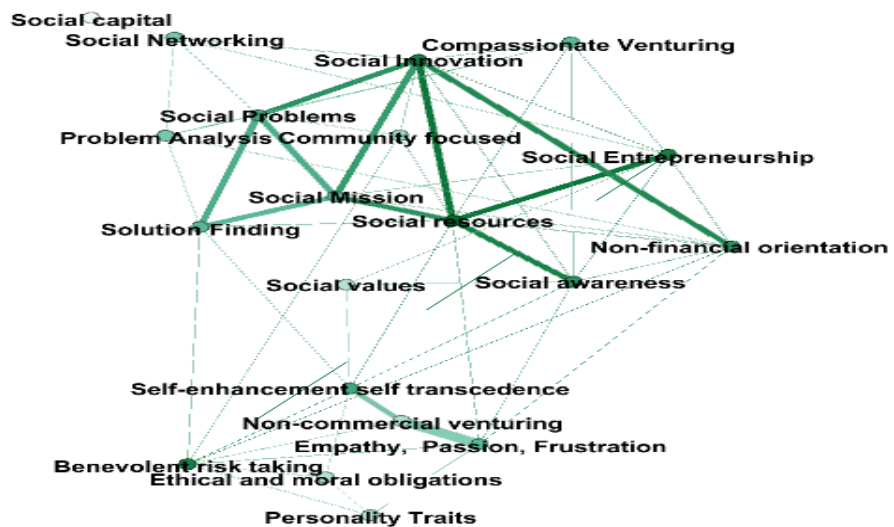 Social capital
Social Networking
Compassionate Venturing
Social Innovation
Social Problems
Problem Analysis
Community focused
Social Entrepreneurship
Social Mission
Social resources
Solution Finding
Non-financial orientation
Social values
Social awareness
Self-enhancement self transcedence
Non-commercial venturing
Empathy, Passion, Frustration
Benevolent risk taking
Ethical and moral obligations
Personality Traits